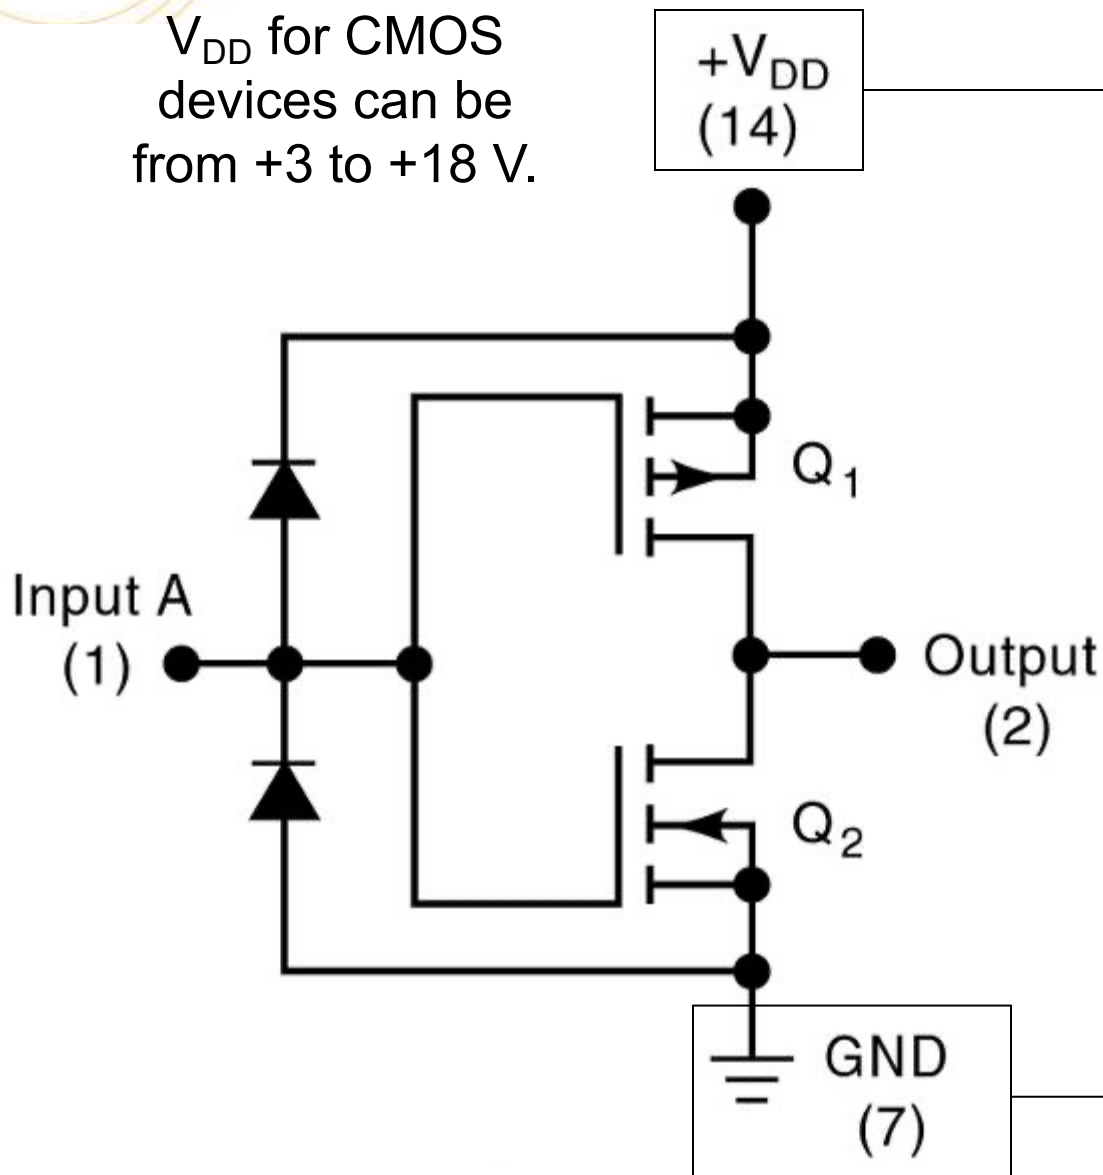 V_DD for CMOS
devices can be
from +3 to +18 V.
+V_DD
(14)
Q_1
Input A
(1)
Output
(2)
Q_2
GND
(7)